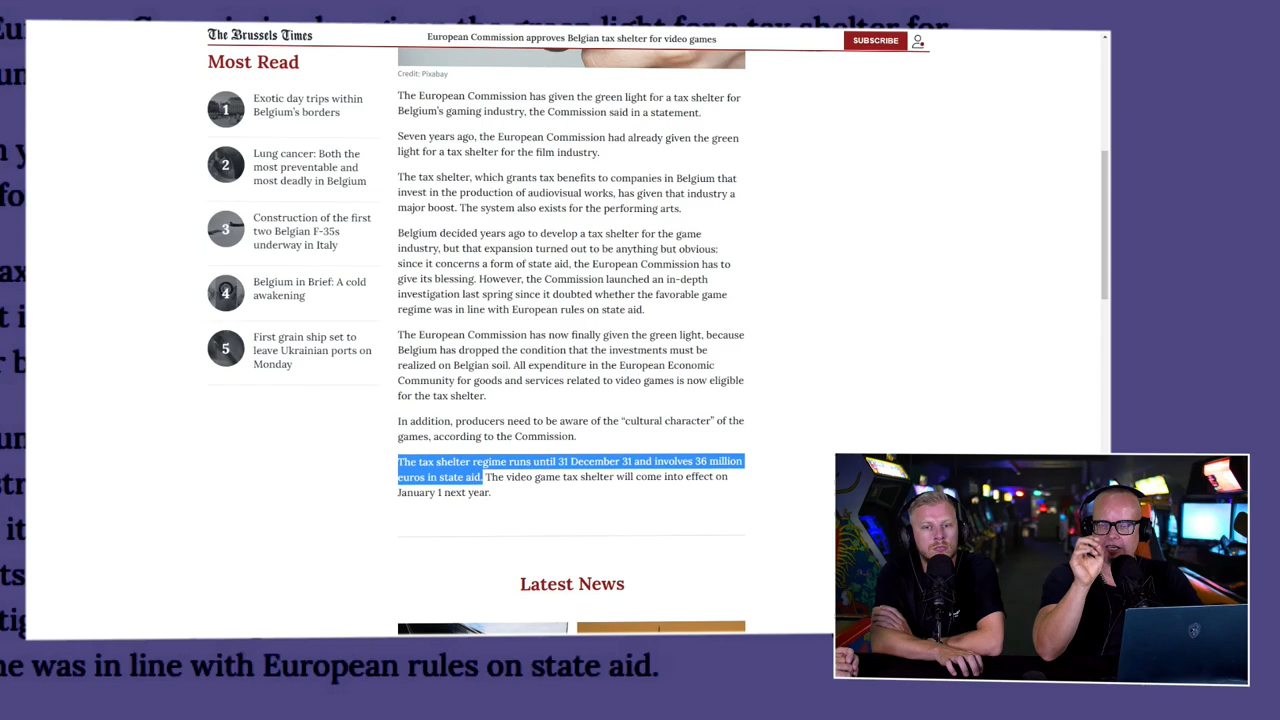 The Brussels Times
European Commission approves Belgian tax shelter for video games
SUBSCRIBE
Most Read
1
Exotic day trips within
Belgium's borders
2
Lung cancer: Both the
most preventable and
most deadly in Belgium
3
Construction of the first
two Belgian F-35s
underway in Italy
4
Belgium in Brief: A cold
awakening
5
First grain ship set to
leave Ukrainian ports on
Monday
Credit: Pixabay
The European Commission has given the green light for a tax shelter for
Belgium's gaming industry, the Commission said in a statement.
Seven years ago, the European Commission had already given the green
light for a tax shelter for the film industry.
The tax shelter, which grants tax benefits to companies in Belgium that
invest in the production of audiovisual works, has given that industry a
major boost. The system also exists for the performing arts.
Belgium decided years ago to develop a tax shelter for the game
industry, but that expansion turned out to be anything but obvious:
since it concerns a form of state aid, the European Commission has to
give its blessing. However, the Commission launched an in-depth
investigation last spring since it doubted whether the favorable game
regime was in line with European rules on state aid.
The European Commission has now finally given the green light, because
Belgium has dropped the condition that the investments must be
realized on Belgian soil. All expenditure in the European Economic
Community for goods and services related to video games is now eligible
for the tax shelter.
In addition, producers need to be aware of the “cultural character” of the
games, according to the Commission.
The tax shelter regime runs until 31 December 31 and involves 36 million
euros in state aid. The video game tax shelter will come into effect on
January 1 next year.
Latest News
ne was in line with European rules on state aid.